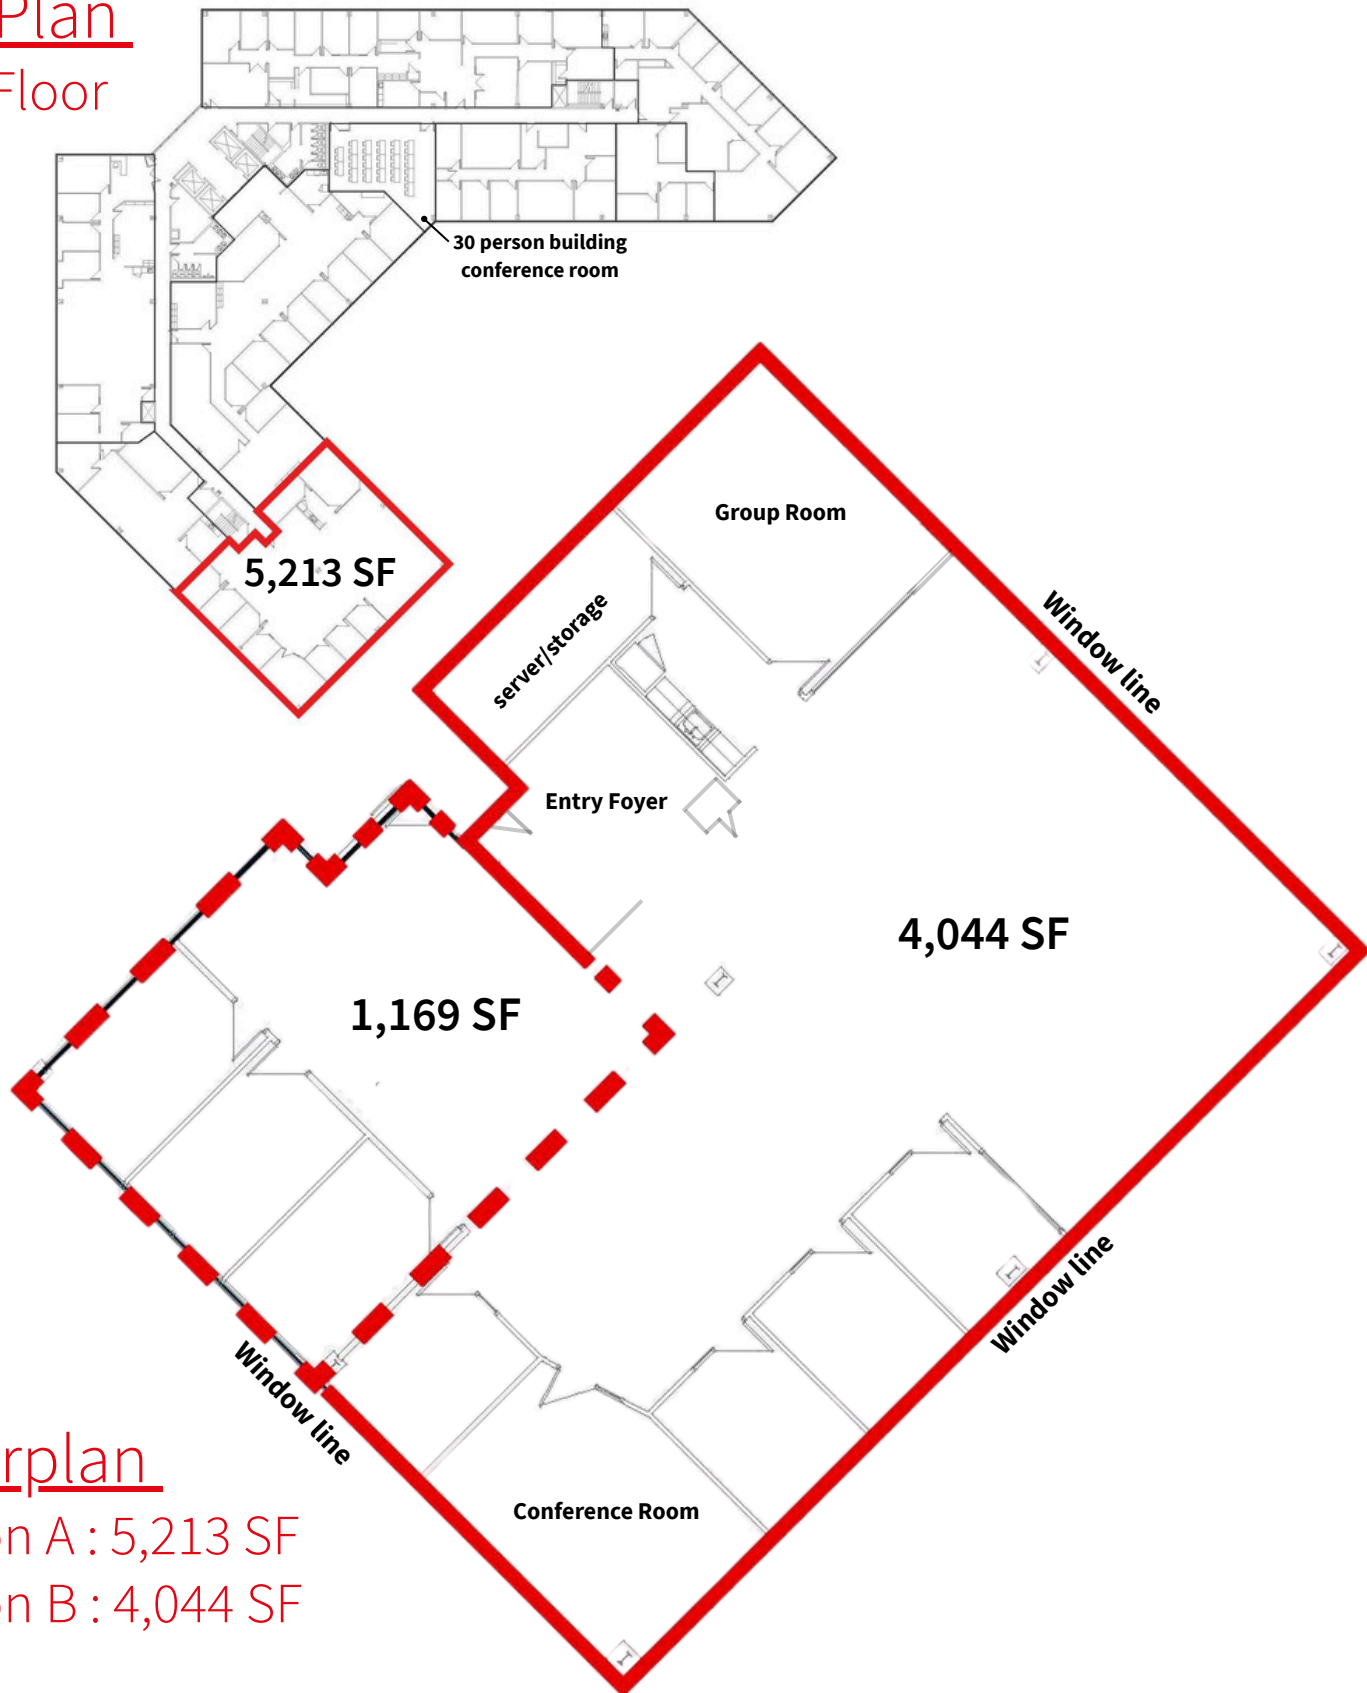 Plan
Floor
30 person building
conference room
5,213 SF
Group Room
server/storage
Window line
Entry Foyer
4,044 SF
1,169 SF
Window line
Window line
Conference Room
rplan
n A : 5,213 SF
n B : 4,044 SF